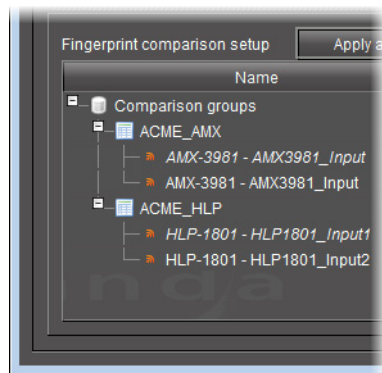 Fingerprint comparison setup Apply a
Name
Comparison groups
ACME_AMX
AMX-3981 - AMX3981_Input
AMX-3981 - AMX3981_Input
ACME_HLP
HLP-1801 - HLP1801_Input1
HLP-1801 - HLP1801_Input2